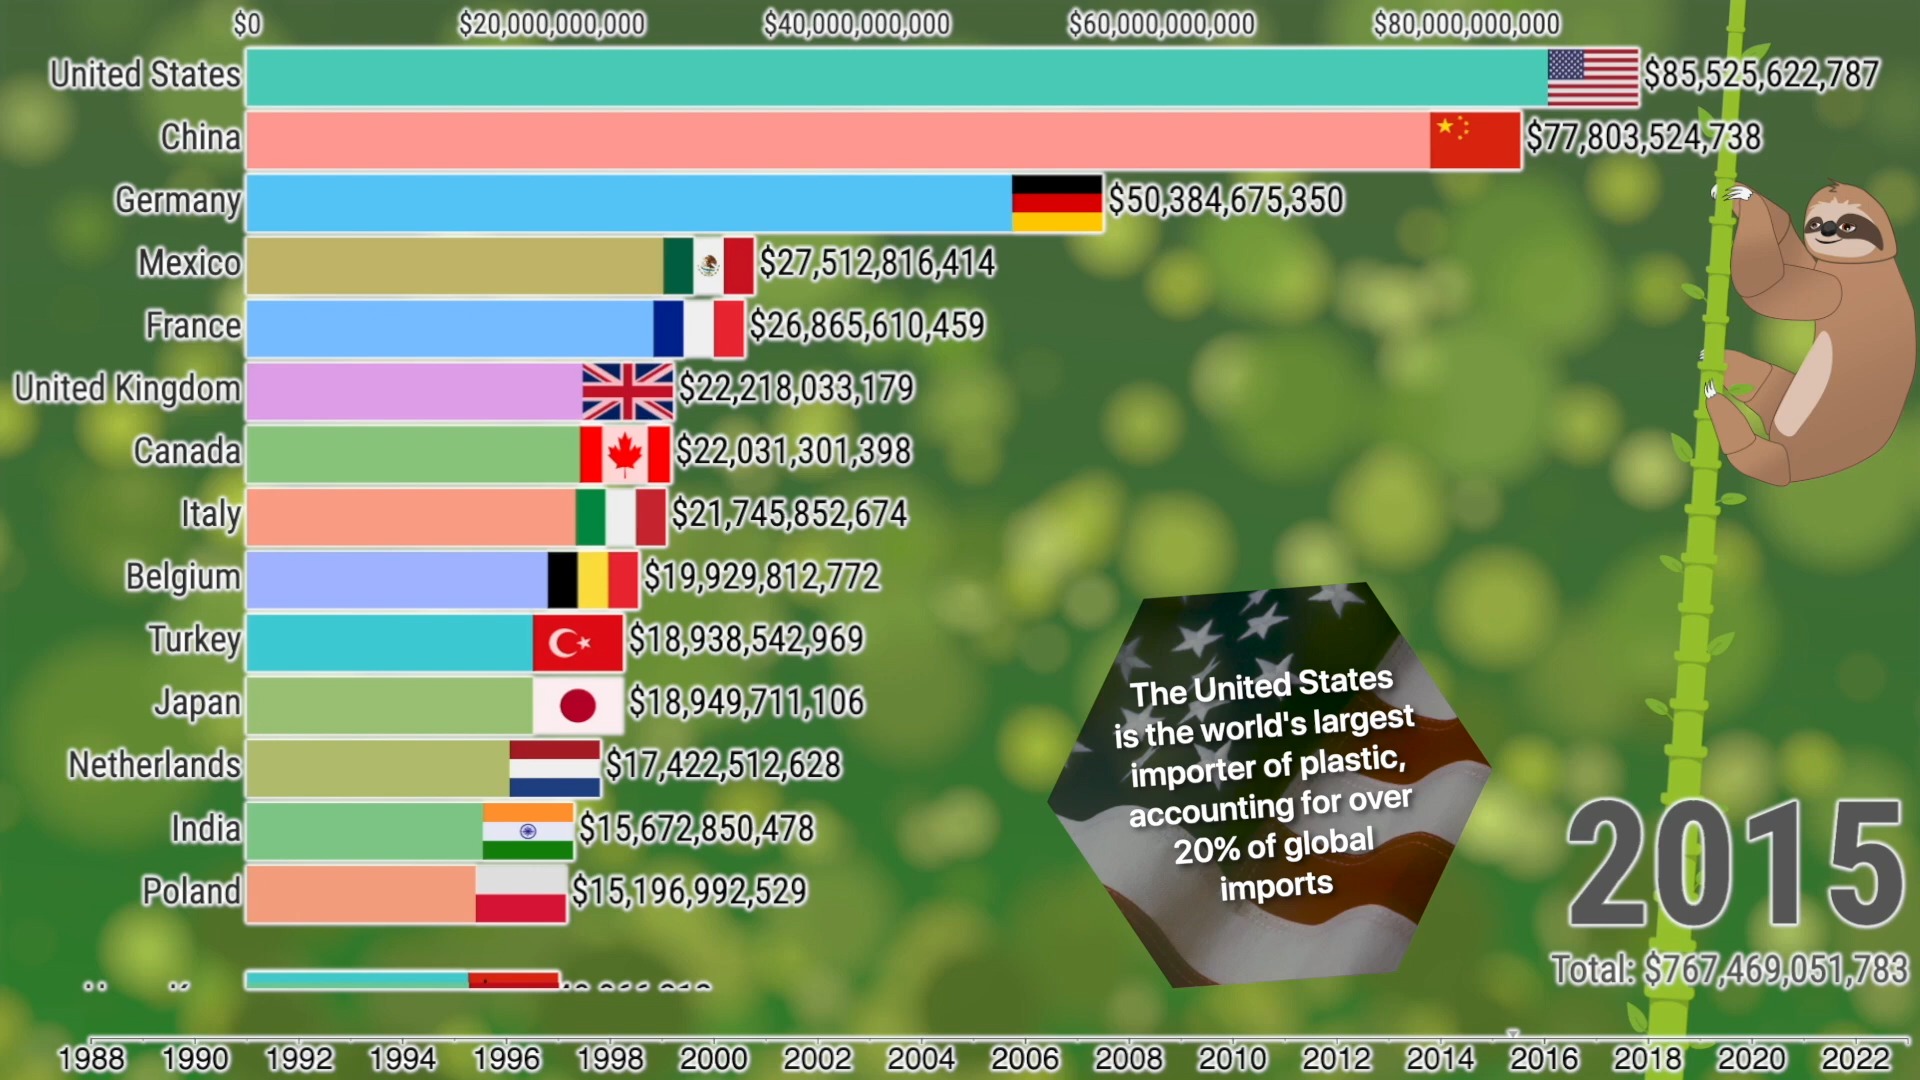 $0 $20,000,000,000 $40,000,000,000 $60,000,000,000 $80,000,000,000
United States $85,525,622,787
China $77,803,524,738
Germany $50,384,675,350
Mexico $27,512,816,414
France $26,865,610,459
United Kingdom $22,218,033,179
Canada $22,031,301,398
Italy $21,745,852,674
Belgium $19,929,812,772
Turkey $18,938,542,969
Japan $18,949,711,106
Netherlands $17,422,512,628
India $15,672,850,478
Poland $15,196,992,529
The United States
is the world's largest
importer of plastic,
accounting for over
20% of global
imports
2015
Total: $767,469,051,783
1988 1990 1992 1994 1996 1998 2000 2002 2004 2006 2008 2010 2012 2014 2016 2018 2020 2022